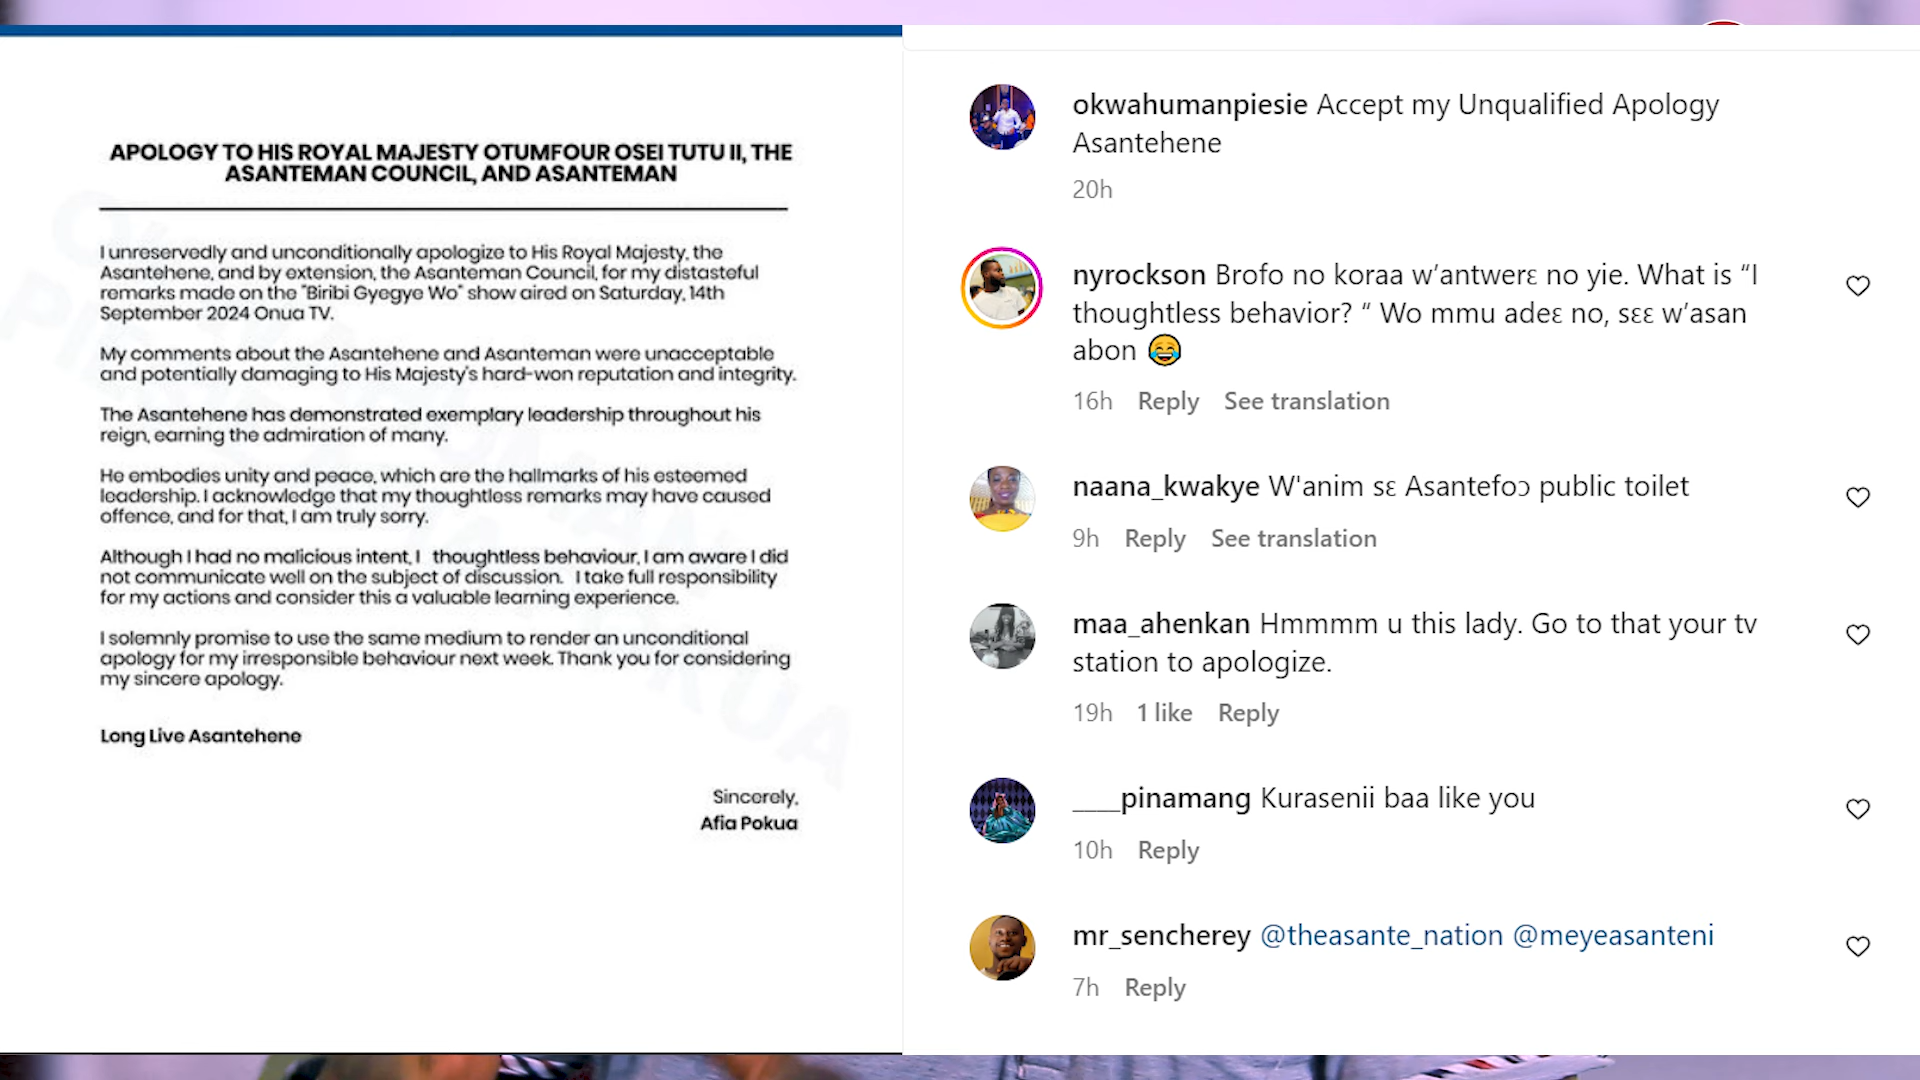 APOLOGY TO HIS ROYAL MAJESTY OTUMFOUR OSEI TUTU II, THE
ASANTEMAN COUNCIL, AND ASANTEMAN
I unreservedly and unconditionally apologize to His Royal Majesty, the
Asantehene, and by extension, the Asanteman Council, for my distasteful
remarks made on the "Biribi Gyegye Wo" show aired on Saturday, 14th
September 2024 Onua TV.
My comments about the Asantehene and Asanteman were unacceptable
and potentially damaging to His Majesty's hard-won reputation and integrity.
The Asantehene has demonstrated exemplary leadership throughout his
reign, earning the admiration of many.
He embodies unity and peace, which are the hallmarks of his esteemed
leadership. I acknowledge that my thoughtless remarks may have caused
offence, and for that, I am truly sorry.
Although I had no malicious intent, I thoughtless behaviour, I am aware I did
not communicate well on the subject of discussion. I take full responsibility
for my actions and consider this a valuable learning experience.
I solemnly promise to use the same medium to render an unconditional
apology for my irresponsible behaviour next week. Thank you for considering
my sincere apology.
Long Live Asantehene
Sincerely,
Afia Pokua
okwahumanpiesie Accept my Unqualified Apology
Asantehene
20h
nyrockson Brofo no koraa w’antwerɛ no yie. What is “I
thoughtless behavior? “ Wo mmu adeɛ no, sɛɛ w’asan
abon 😂
16h Reply See translation
naana_kwakye W'anim sɛ Asantefoɔ public toilet
9h Reply See translation
maa_ahenkan Hmmmm u this lady. Go to that your tv
station to apologize.
19h 1 like Reply
____pinamang Kurasenii baa like you
10h Reply
mr_sencherey @theasante_nation @meyeasanteni
7h Reply